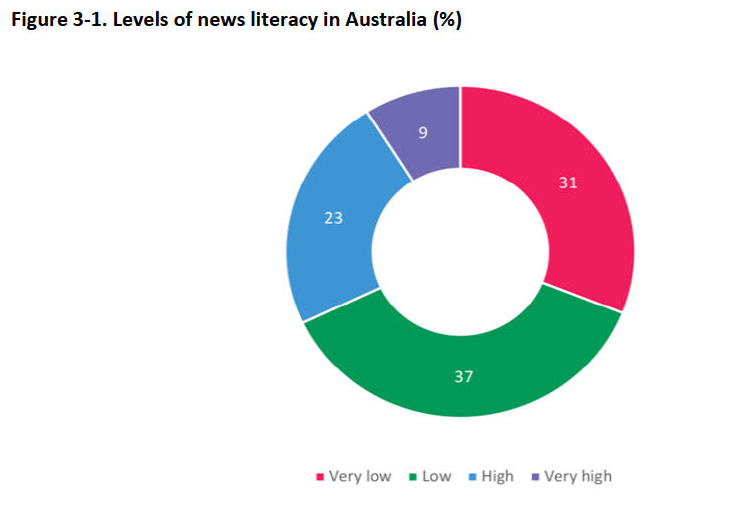 Figure 3-1. Levels of news literacy in Australia (%)
9
31
23
37
Very low Low High Very high